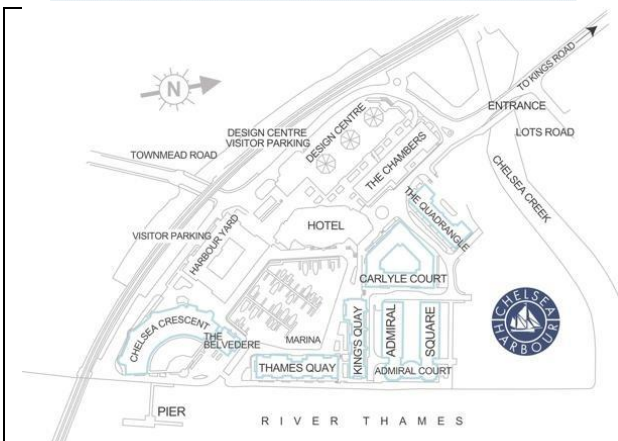 TO KINGS ROAD
N
ENTRANCE
LOTS ROAD
DESIGN CENTRE
VISITOR PARKING
DESIGN CENTRE
TOWNMEAD ROAD
THE CHAMBERS
CHELSEA CREEK
THE QUADRANGLE
HOTEL
VISITOR PARKING
HARBOUR YARD
CARLYLE COURT
CHELSEA CRESCENT
THE
BELVEDERE
MARINA
KING'S QUAY
ADMIRAL
SQUARE
CHELSEA
HARBOUR
THAMES QUAY
ADMIRAL COURT
PIER
RIVER THAMES